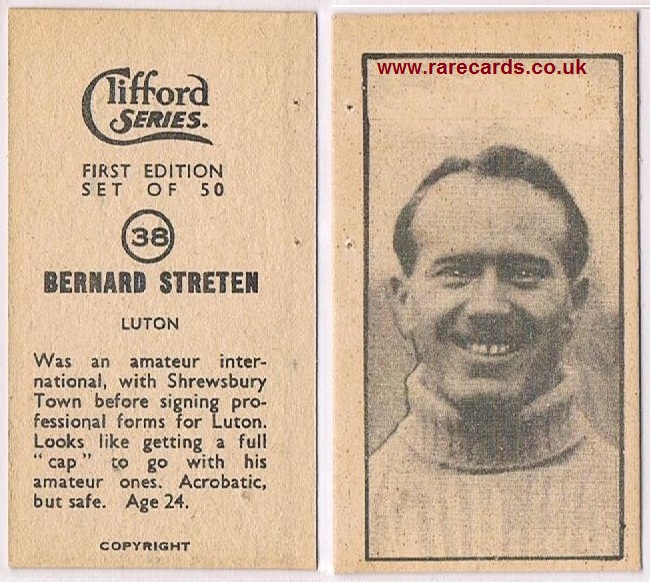 Clifford
SERIES.
FIRST EDITION
SET OF 50
38
BERNARD STRETEN
LUTON
Was an amateur inter-
national, with Shrewsbury
Town before signing pro-
fessional forms for Luton.
Looks like getting a full
"cap" to go with his
amateur ones. Acrobatic,
but safe. Age 24.
COPYRIGHT
www.rarecards.co.uk